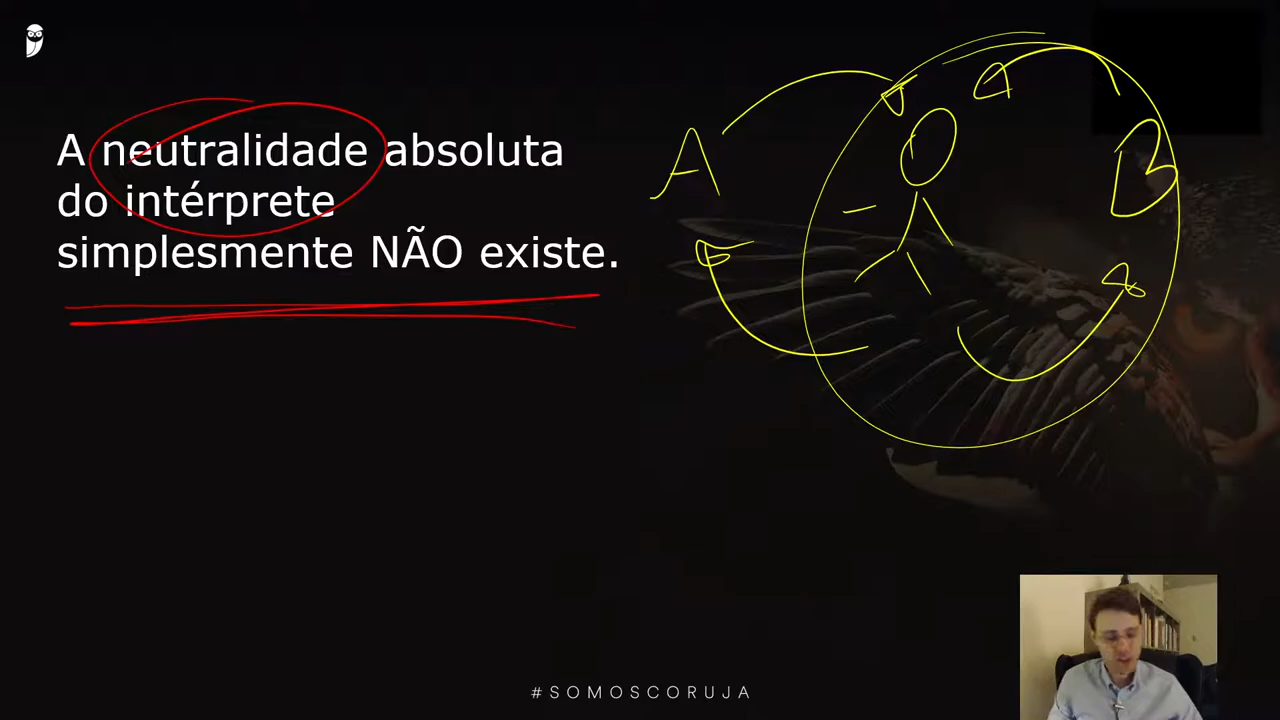 A neutralidade absoluta
do intérprete
simplesmente NÃO existe.
A
B
#SOMOSCORUJA